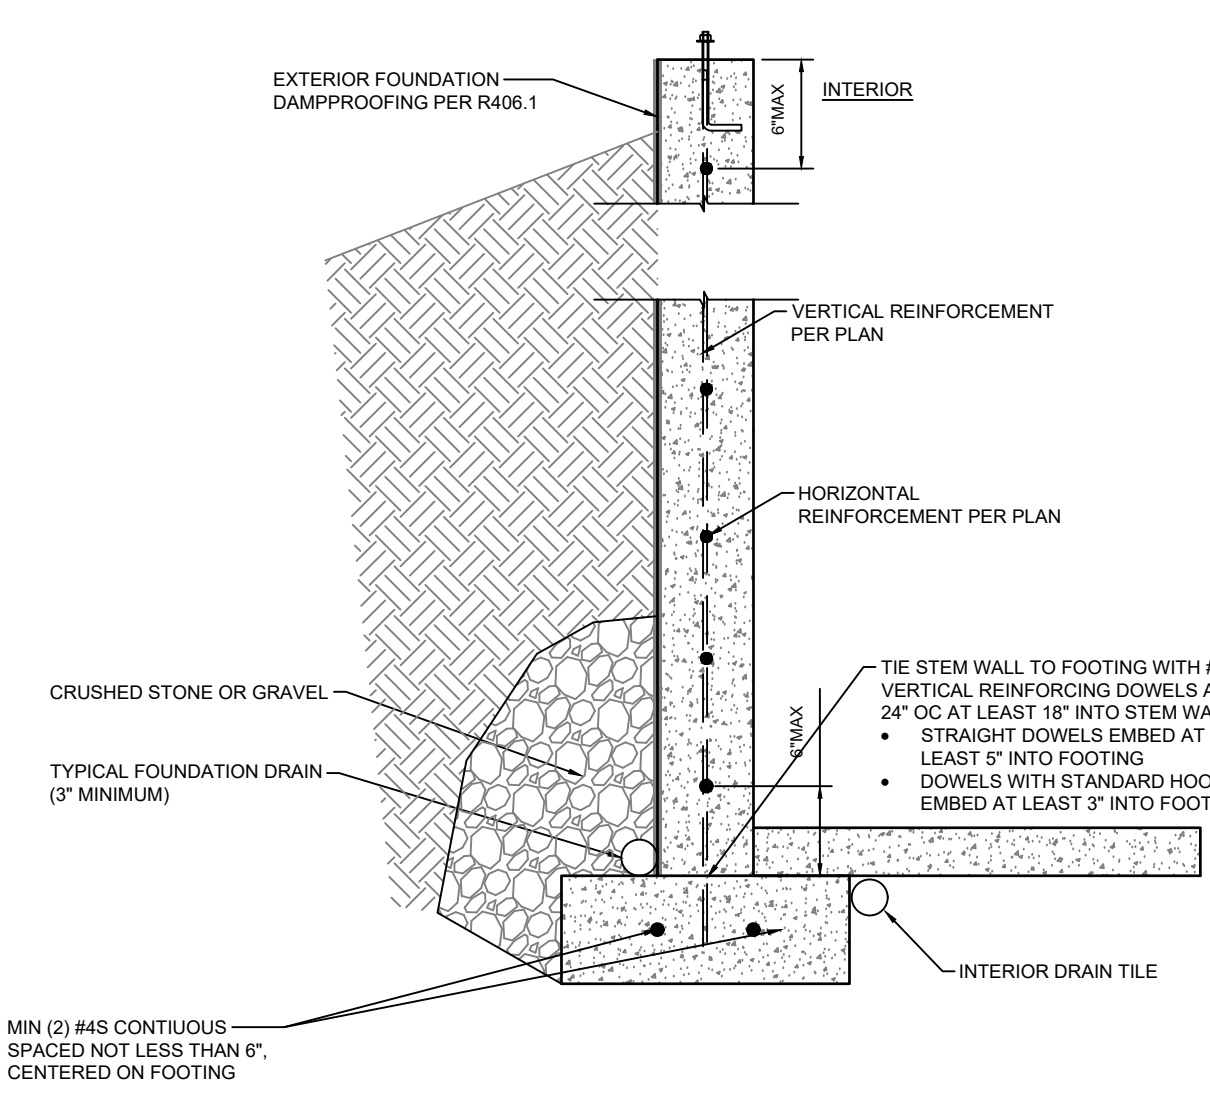 EXTERIOR FOUNDATION
DAMPPROOFING PER R406.1
6"MAX
INTERIOR
VERTICAL REINFORCEMENT
PER PLAN
HORIZONTAL
REINFORCEMENT PER PLAN
CRUSHED STONE OR GRAVEL
TYPICAL FOUNDATION DRAIN
(3" MINIMUM)
6"MAX
TIE STEM WALL TO FOOTING WITH #
VERTICAL REINFORCING DOWELS A
24" OC AT LEAST 18" INTO STEM WA
• STRAIGHT DOWELS EMBED AT
LEAST 5" INTO FOOTING
• DOWELS WITH STANDARD HOO
EMBED AT LEAST 3" INTO FOOT
INTERIOR DRAIN TILE
MIN (2) #4S CONTIUOUS
SPACED NOT LESS THAN 6",
CENTERED ON FOOTING